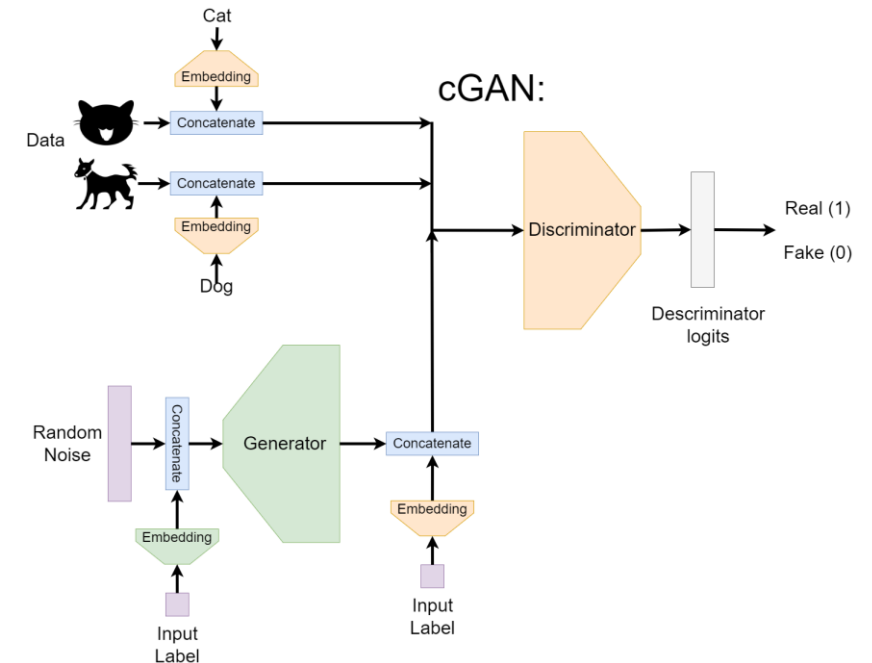 Cat
Embedding
cGAN:
Concatenate
Data
Concatenate
Embedding
Dog
Discriminator
Real (1)
Fake (0)
Descriminator
logits
Random
Noise
Concatenate
Generator
Concatenate
Embedding
Embedding
Input
Label
Input
Label